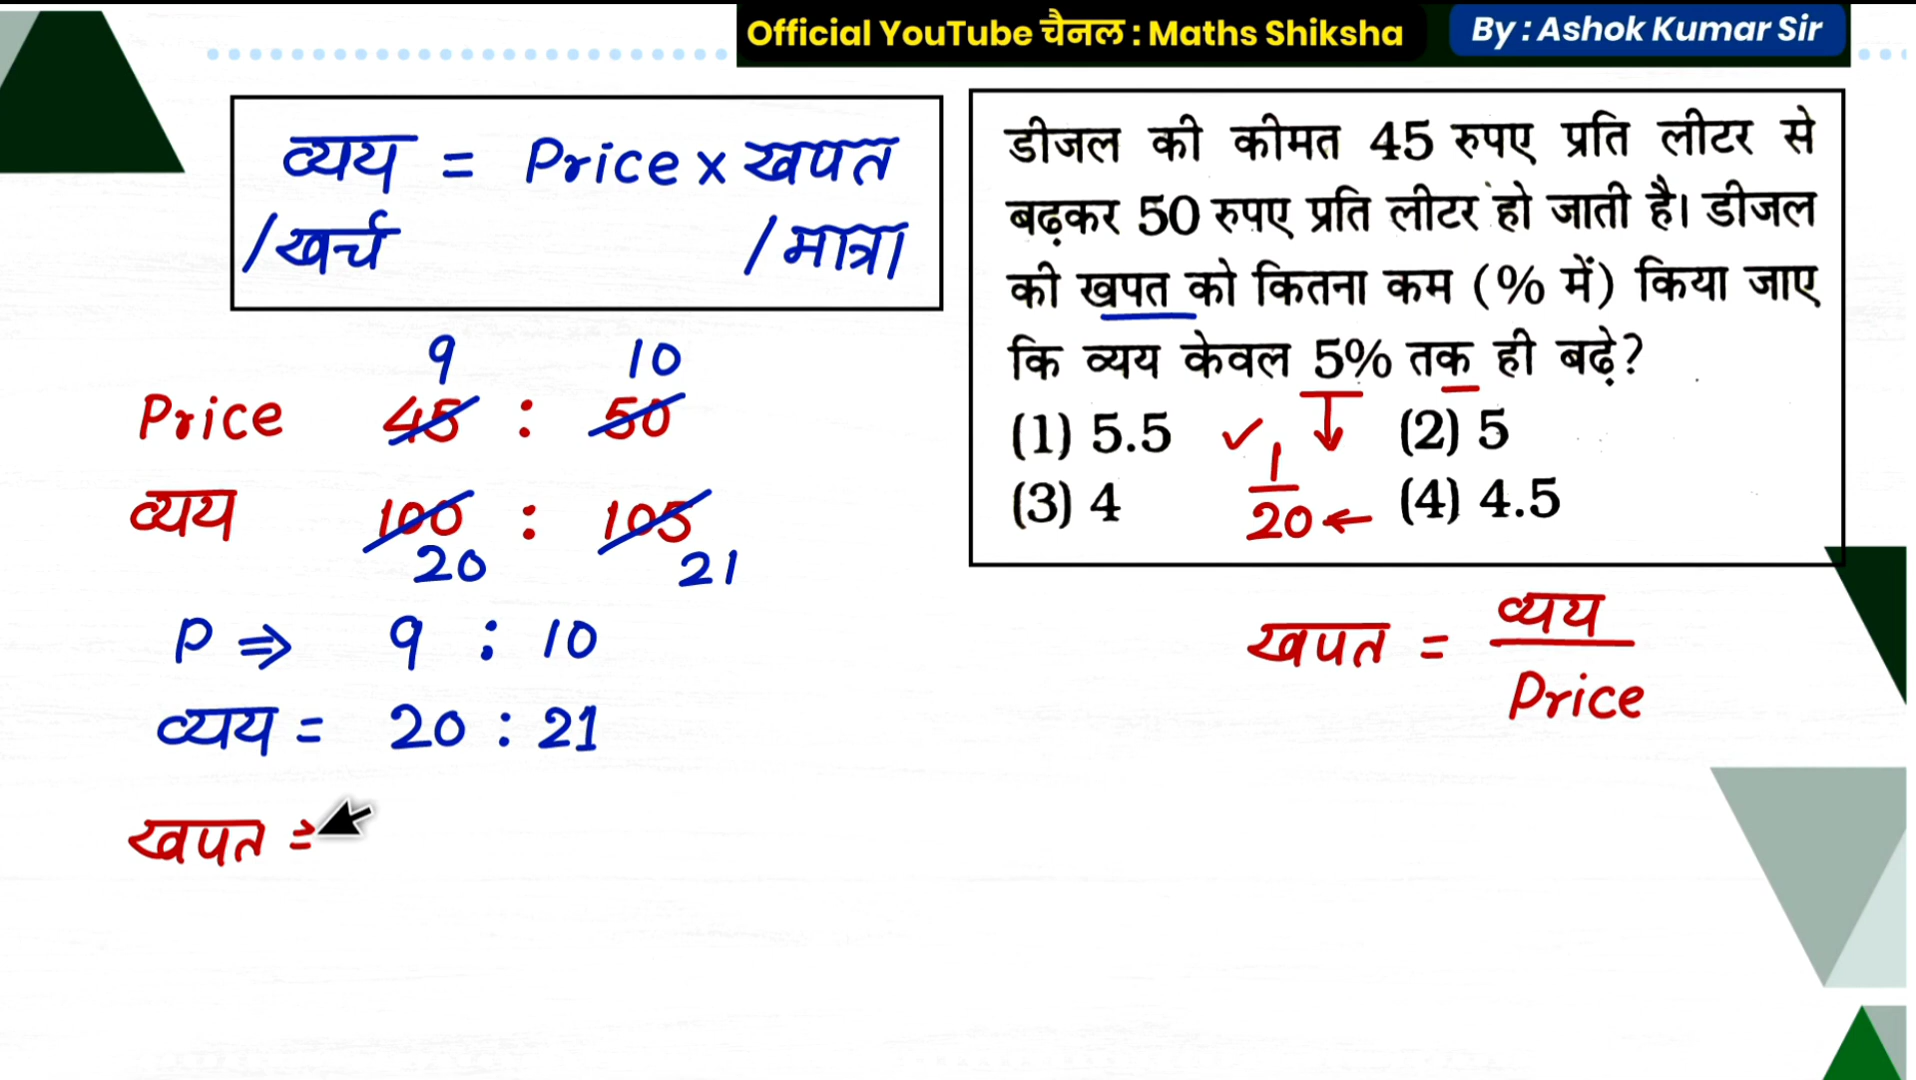 Official YouTube चैनल : Maths Shiksha
By : Ashok Kumar Sir
व्यय = Price x खपत
/खर्च /मात्रा
डीजल की कीमत 45 रुपए प्रति लीटर से
बढ़कर 50 रुपए प्रति लीटर हो जाती है। डीजल
की खपत को कितना कम (% में) किया जाए
कि व्यय केवल 5% तक ही बढ़े?
(1) 5.5 ✓ (2) 5
(3) 4 (4) 4.5
1/20 ←
9 10
Price 45 : 50
व्यय 100 : 105
20 21
P ⇒ 9 : 10
व्यय = 20 : 21
खपत =
खपत = व्यय / Price